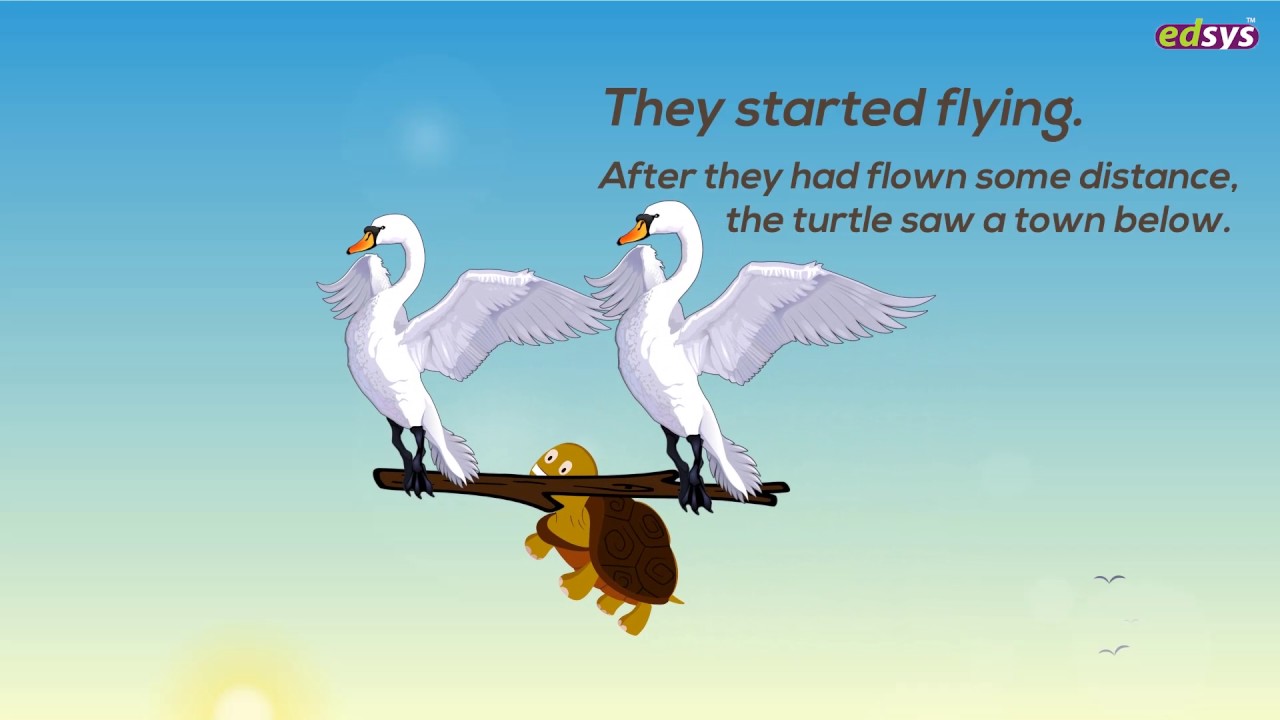 edsys™
They started flying.
After they had flown some distance,
the turtle saw a town below.